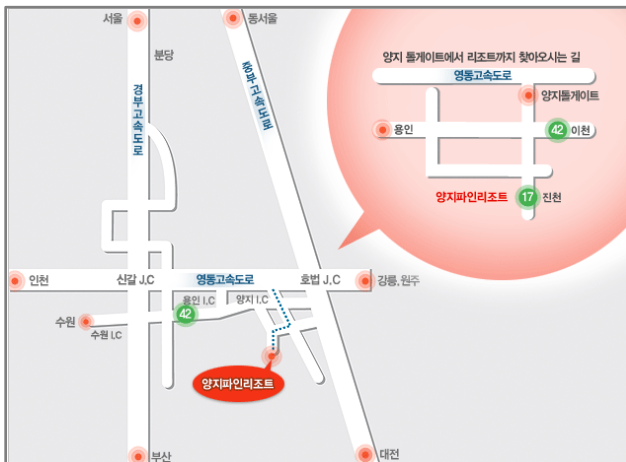 서울
동서울
분당
경부고속도로
중부고속도로
양지 톨게이트에서 리조트까지 찾아오시는 길
영동고속도로
양지톨게이트
용인
42
이천
양지파인리조트
17
진천
인천
신갈 J.C
영동고속도로
호법 J.C
강릉,원주
용인 I.C
양지 I.C
42
수원
수원 I.C
양지파인리조트
부산
대전